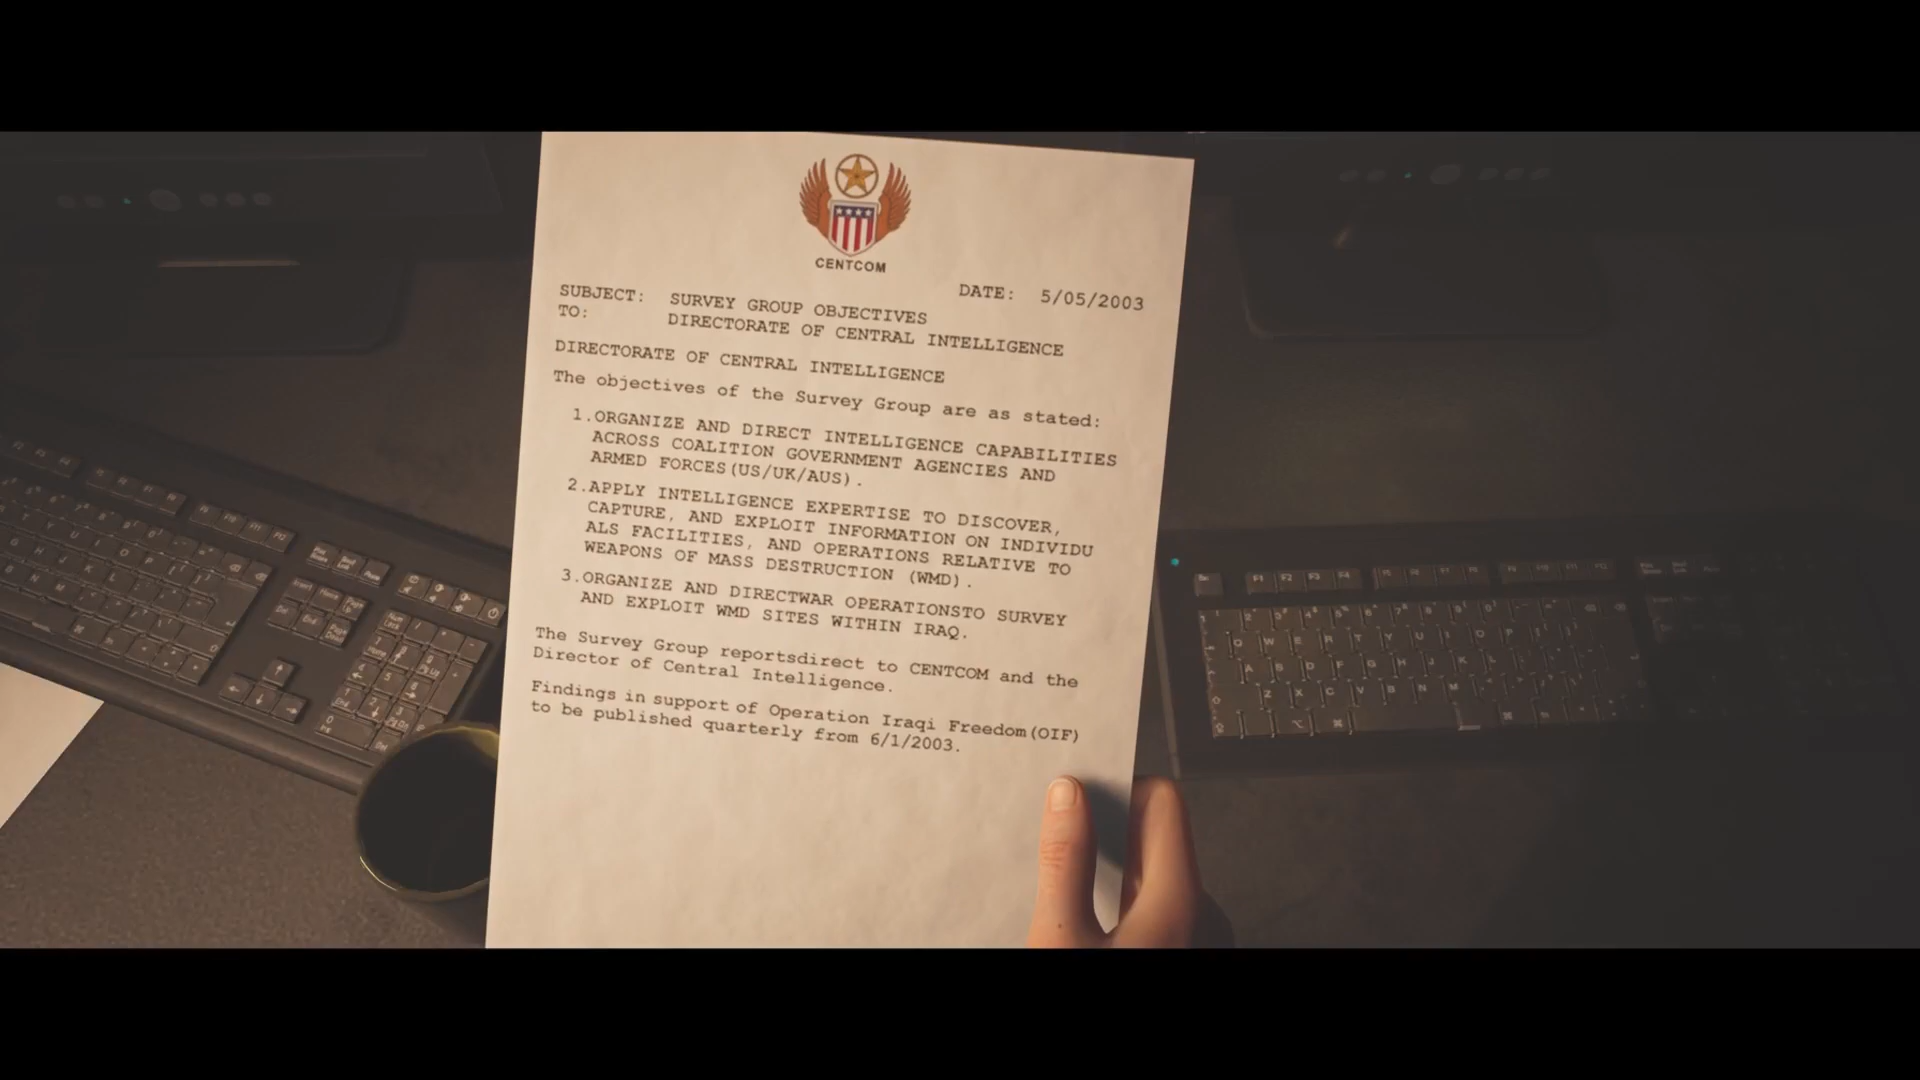 CENTCOM
DATE: 5/05/2003
SUBJECT: SURVEY GROUP OBJECTIVES
TO: DIRECTORATE OF CENTRAL INTELLIGENCE
DIRECTORATE OF CENTRAL INTELLIGENCE
The objectives of the Survey Group are as stated:
1.ORGANIZE AND DIRECT INTELLIGENCE CAPABILITIES
ACROSS COALITION GOVERNMENT AGENCIES AND
ARMED FORCES(US/UK/AUS).
2.APPLY INTELLIGENCE EXPERTISE TO DISCOVER,
CAPTURE, AND EXPLOIT INFORMATION ON INDIVIDU
ALS FACILITIES, AND OPERATIONS RELATIVE TO
WEAPONS OF MASS DESTRUCTION (WMD).
3.ORGANIZE AND DIRECTWAR OPERATIONSTO SURVEY
AND EXPLOIT WMD SITES WITHIN IRAQ.
The Survey Group reportsdirect to CENTCOM and the
Director of Central Intelligence.
Findings in support of Operation Iraqi Freedom(OIF)
to be published quarterly from 6/1/2003.